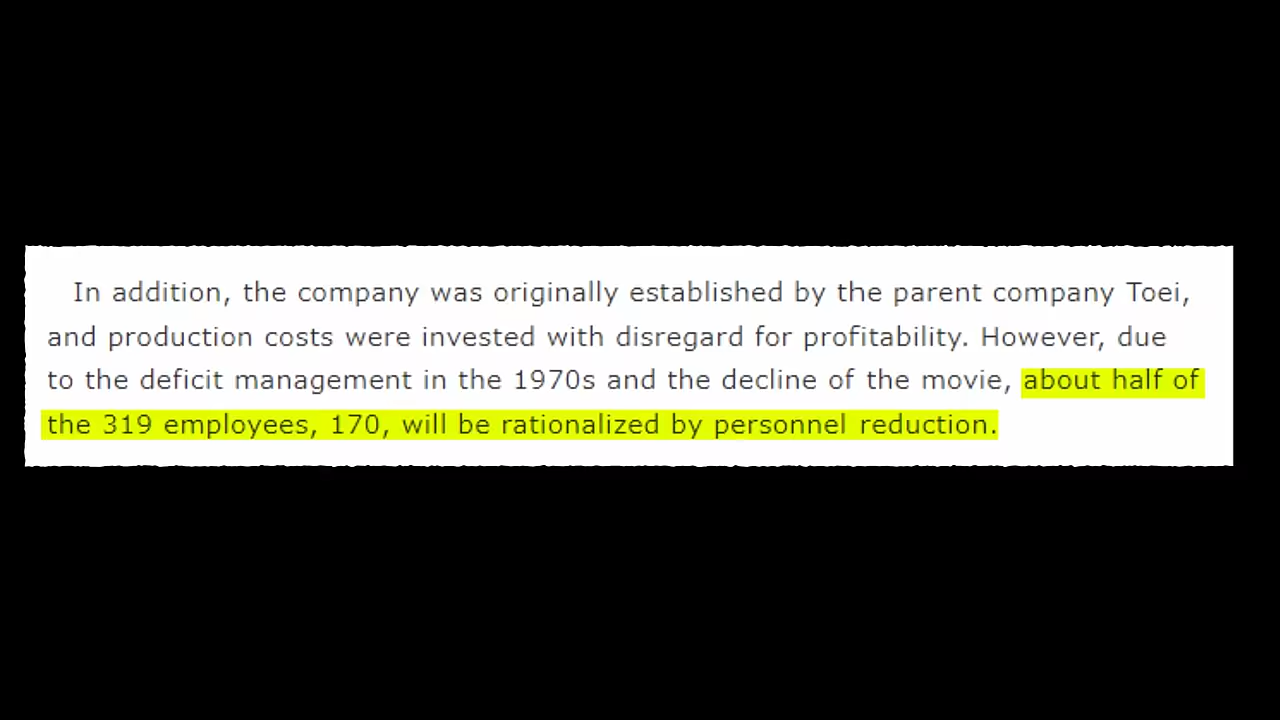 In addition, the company was originally established by the parent company Toei,
and production costs were invested with disregard for profitability. However, due
to the deficit management in the 1970s and the decline of the movie, about half of
the 319 employees, 170, will be rationalized by personnel reduction.